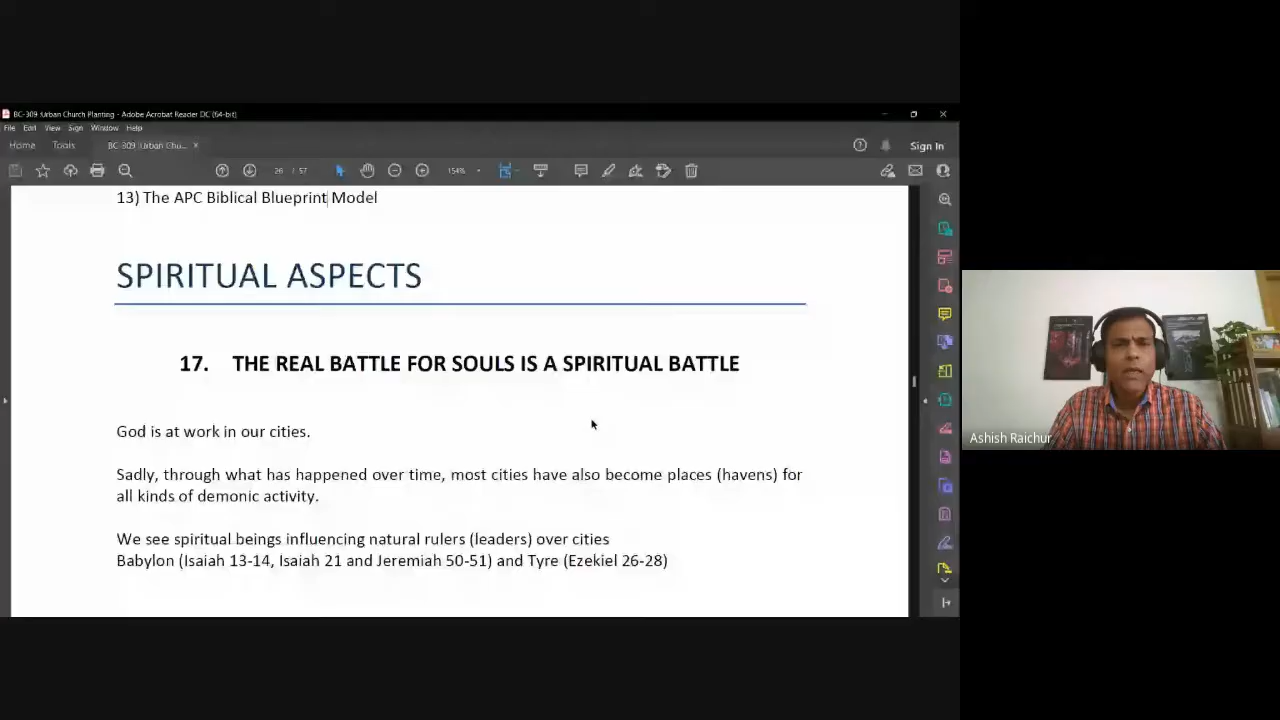 BC-309 :Urban Church Planting - Adobe Acrobat Reader DC (64-bit)
File Edit View Sign Window Help
Home Tools BC-309 :Urban Chu... × Sign In
26 / 57 154%
13) The APC Biblical Blueprint Model
SPIRITUAL ASPECTS
17. THE REAL BATTLE FOR SOULS IS A SPIRITUAL BATTLE
God is at work in our cities.
Sadly, through what has happened over time, most cities have also become places (havens) for
all kinds of demonic activity.
We see spiritual beings influencing natural rulers (leaders) over cities
Babylon (Isaiah 13-14, Isaiah 21 and Jeremiah 50-51) and Tyre (Ezekiel 26-28)
Ashish Raichur